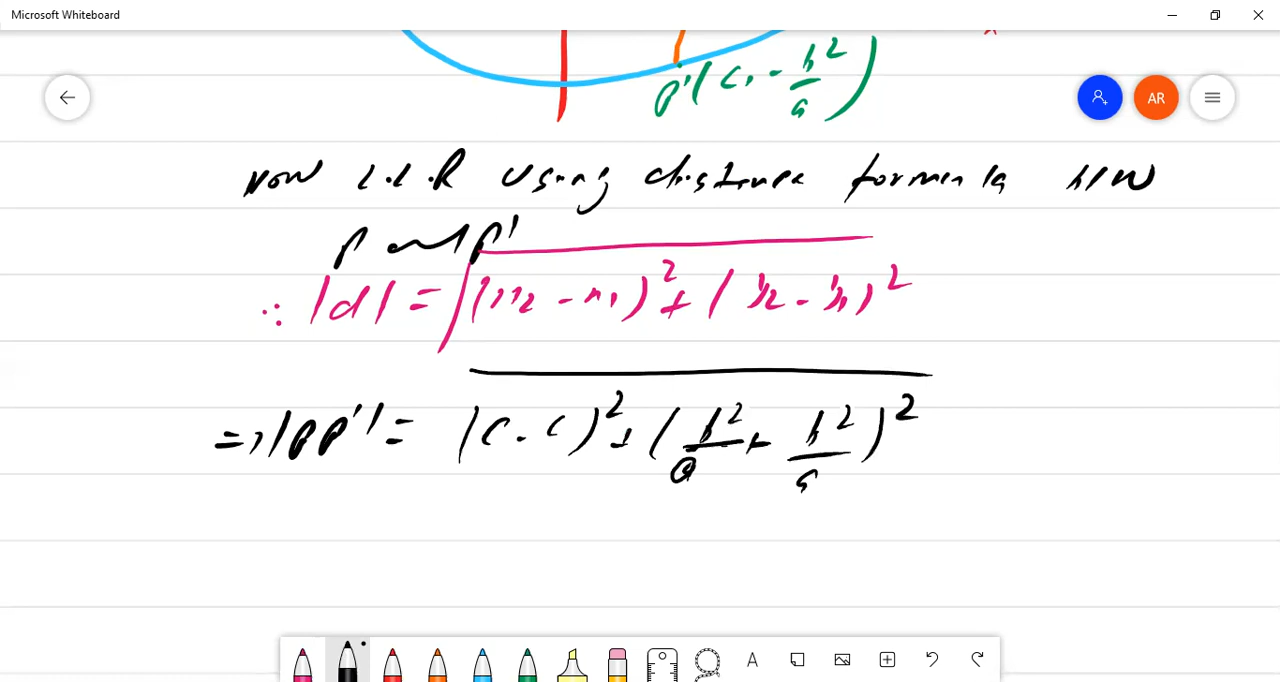 Microsoft Whiteboard
P'(c, -b²/a)
AR
Now L.L.R using distance formula b/w
P and P'
∴ |d| = √(x₂ - x₁)² + (y₂ - y₁)²
=> |PP'| = (c - c)² + (b²/a + b²/a)²
A